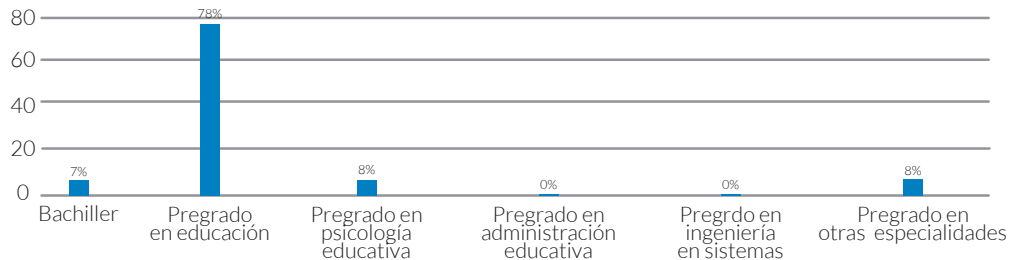 80
60
40
20
0
78%
7%
8%
0%
0%
8%
Bachiller
Pregrado
en educación
Pregrado en
psicología
educativa
Pregrado en
administración
educativa
Pregrdo en
ingeniería
en sistemas
Pregrado en
otras especialidades